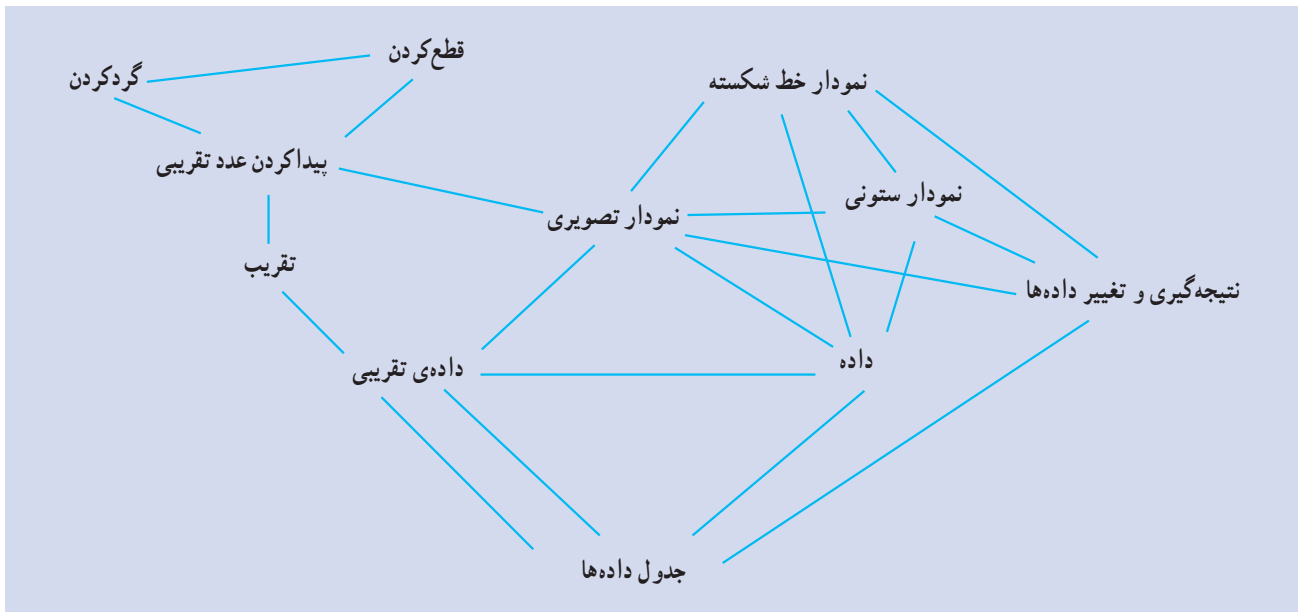 قطع‌کردن
گردکردن
نمودار خط شکسته
پیداکردن عدد تقریبی
نمودار ستونی
نمودار تصویری
تقریب
نتیجه‌گیری و تغییر داده‌ها
داده
داده‌ی تقریبی
جدول داده‌ها